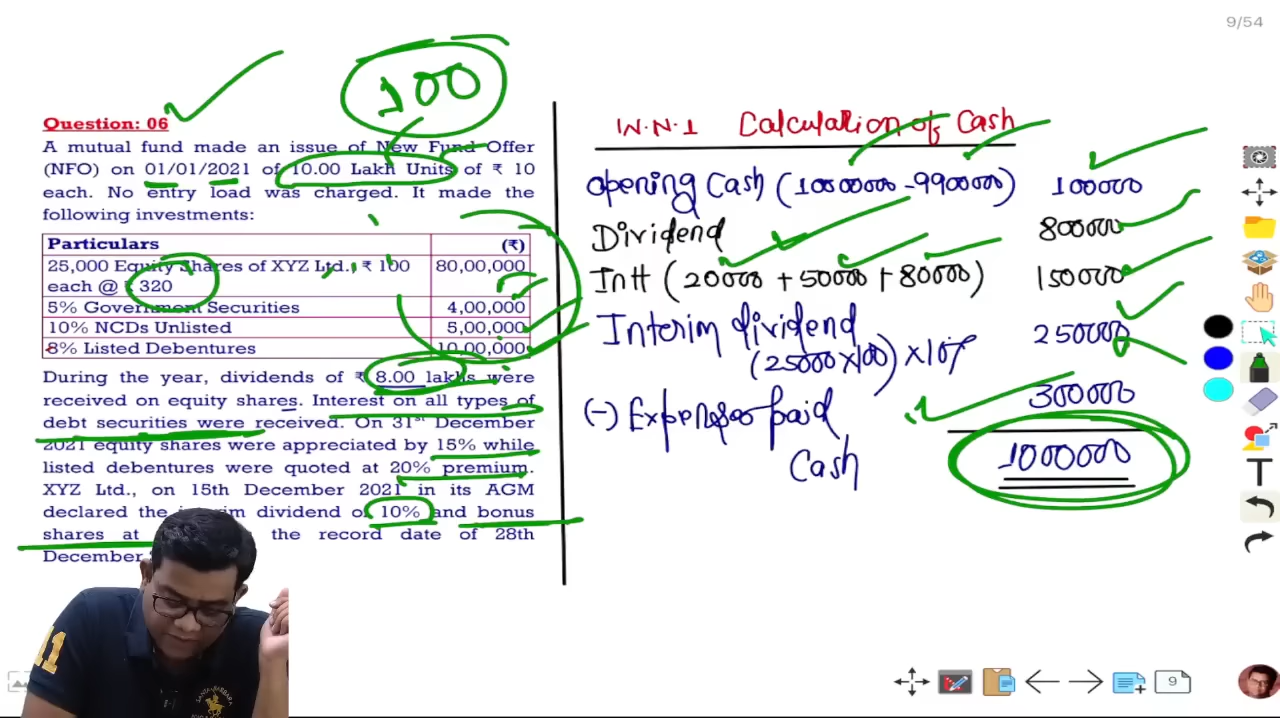 9/54
100
Question: 06
A mutual fund made an issue of New Fund Offer
(NFO) on 01/01/2021 of 10.00 Lakh Units of ₹ 10
each. No entry load was charged. It made the
following investments:
Particulars (₹)
25,000 Equity Shares of XYZ Ltd., ₹ 100 80,00,000
each @ ₹ 320
5% Government Securities 4,00,000
10% NCDs Unlisted 5,00,000
8% Listed Debentures 10,00,000
During the year, dividends of ₹ 8.00 lakhs were
received on equity shares. Interest on all types of
debt securities were received. On 31st December
2021 equity shares were appreciated by 15% while
listed debentures were quoted at 20% premium.
XYZ Ltd., on 15th December 2021 in its AGM
declared the interim dividend of 10% and bonus
shares at the record date of 28th
December
W.N.1 Calculation of Cash
Opening Cash (10000000 - 9900000) 100000
Dividend 800000
Intt (20000 + 50000 + 80000) 150000
Interim dividend 250000
(25000 × 100) × 10%
(-) Expenses paid 300000
Cash 1000000
T
9